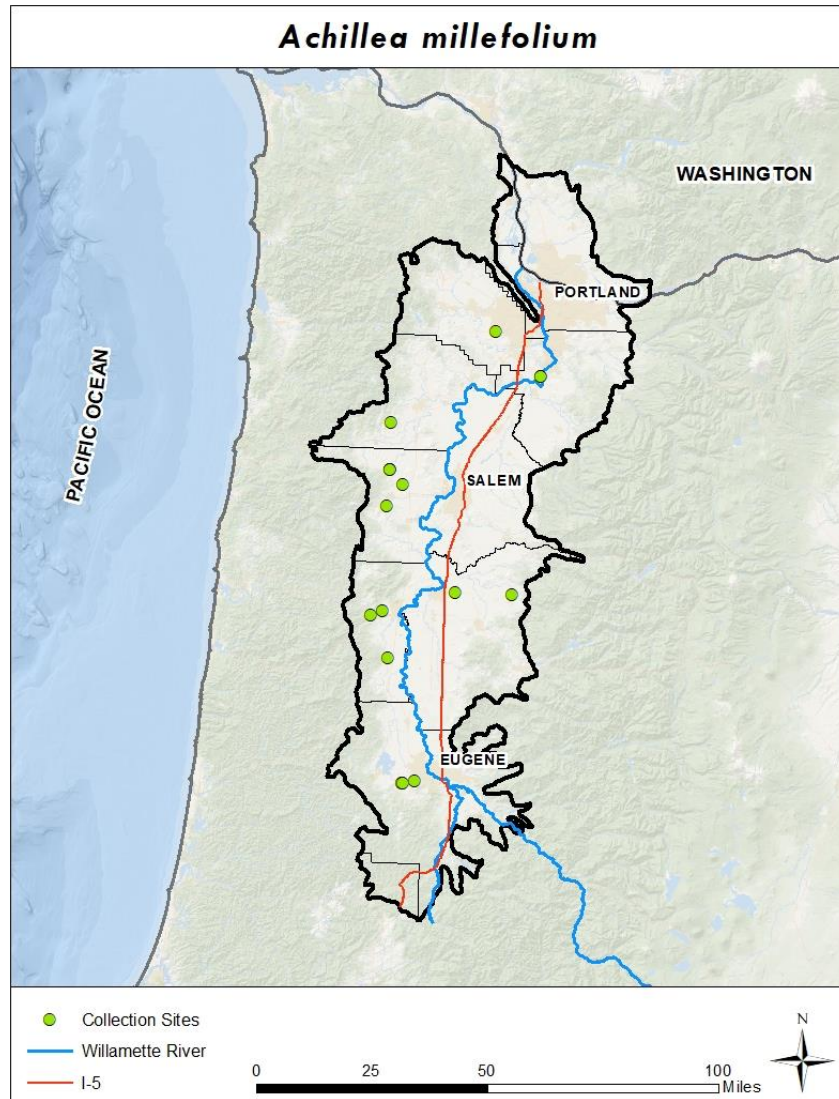 Achillea millefolium
WASHINGTON
PORTLAND
PACIFIC OCEAN
SALEM
EUGENE
Collection Sites
Willamette River
I-5
0 25 50 100
Miles
N